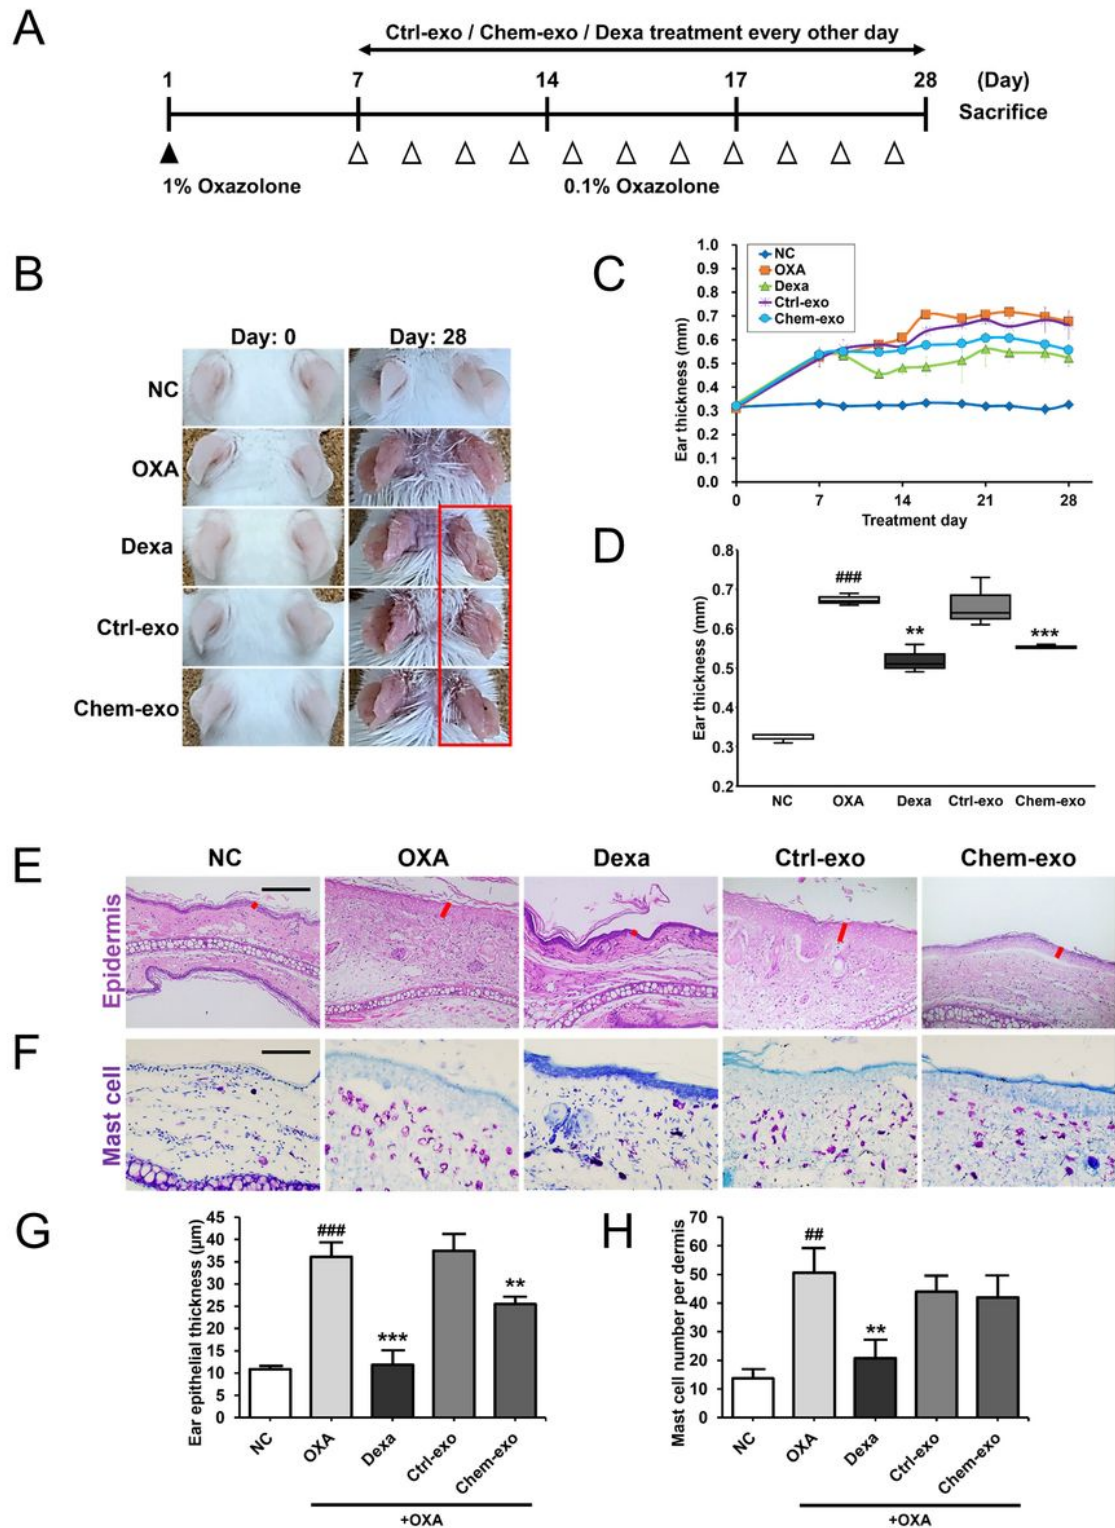 A
Ctrl-exo / Chem-exo / Dexa treatment every other day
1 7 14 17 28 (Day)
Sacrifice
1% Oxazolone 0.1% Oxazolone
B
Day: 0 Day: 28
NC
OXA
Dexa
Ctrl-exo
Chem-exo
C
Ear thickness (mm)
1.0
0.9
0.8
0.7
0.6
0.5
0.4
0.3
0.2
0.1
0.0
NC
OXA
Dexa
Ctrl-exo
Chem-exo
0 7 14 21 28
Treatment day
D
Ear thickness (mm)
0.8
0.7
0.6
0.5
0.4
0.3
0.2
###
**
***
NC OXA Dexa Ctrl-exo Chem-exo
E
NC OXA Dexa Ctrl-exo Chem-exo
Epidermis
F
Mast cell
G
Ear epithelial thickness (µm)
45
40
35
30
25
20
15
10
05
0
###
***
**
NC OXA Dexa Ctrl-exo Chem-exo
+OXA
H
Mast cell number per dermis
70
60
50
40
30
20
10
0
##
**
NC OXA Dexa Ctrl-exo Chem-exo
+OXA